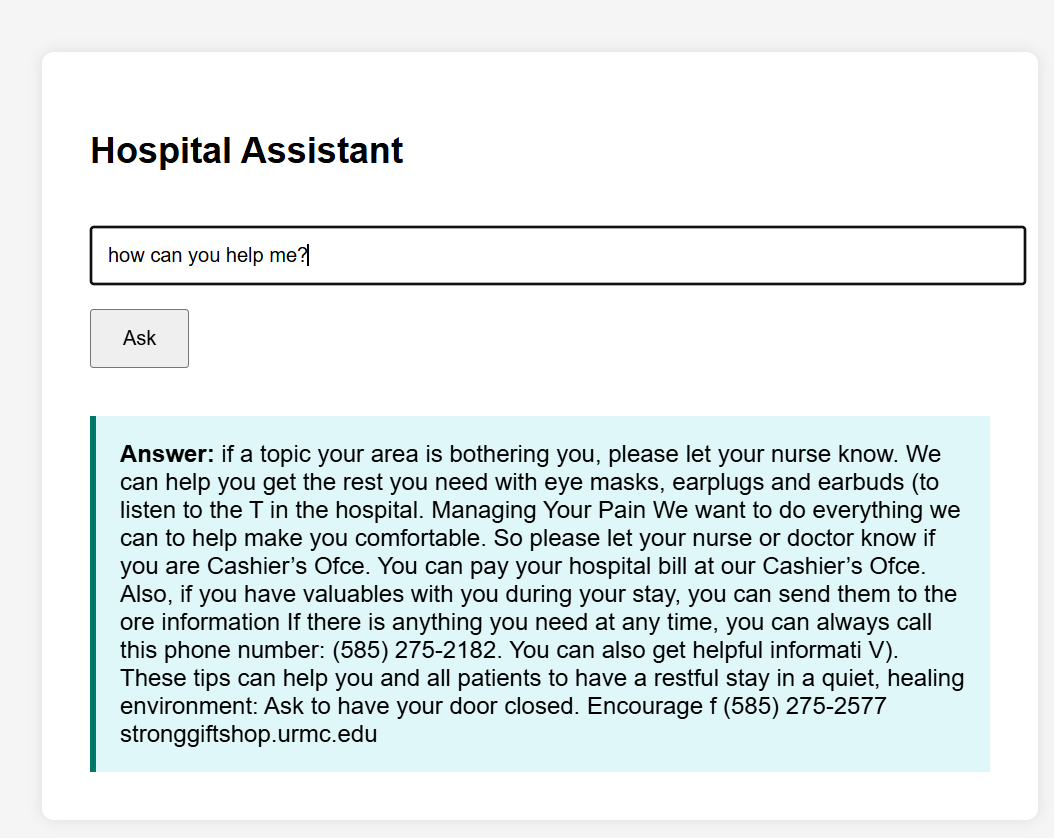 Hospital Assistant
how can you help me?
Ask
Answer: if a topic your area is bothering you, please let your nurse know. We
can help you get the rest you need with eye masks, earplugs and earbuds (to
listen to the T in the hospital. Managing Your Pain We want to do everything we
can to help make you comfortable. So please let your nurse or doctor know if
you are Cashier’s Ofce. You can pay your hospital bill at our Cashier’s Ofce.
Also, if you have valuables with you during your stay, you can send them to the
ore information If there is anything you need at any time, you can always call
this phone number: (585) 275-2182. You can also get helpful informati V).
These tips can help you and all patients to have a restful stay in a quiet, healing
environment: Ask to have your door closed. Encourage f (585) 275-2577
stronggiftshop.urmc.edu